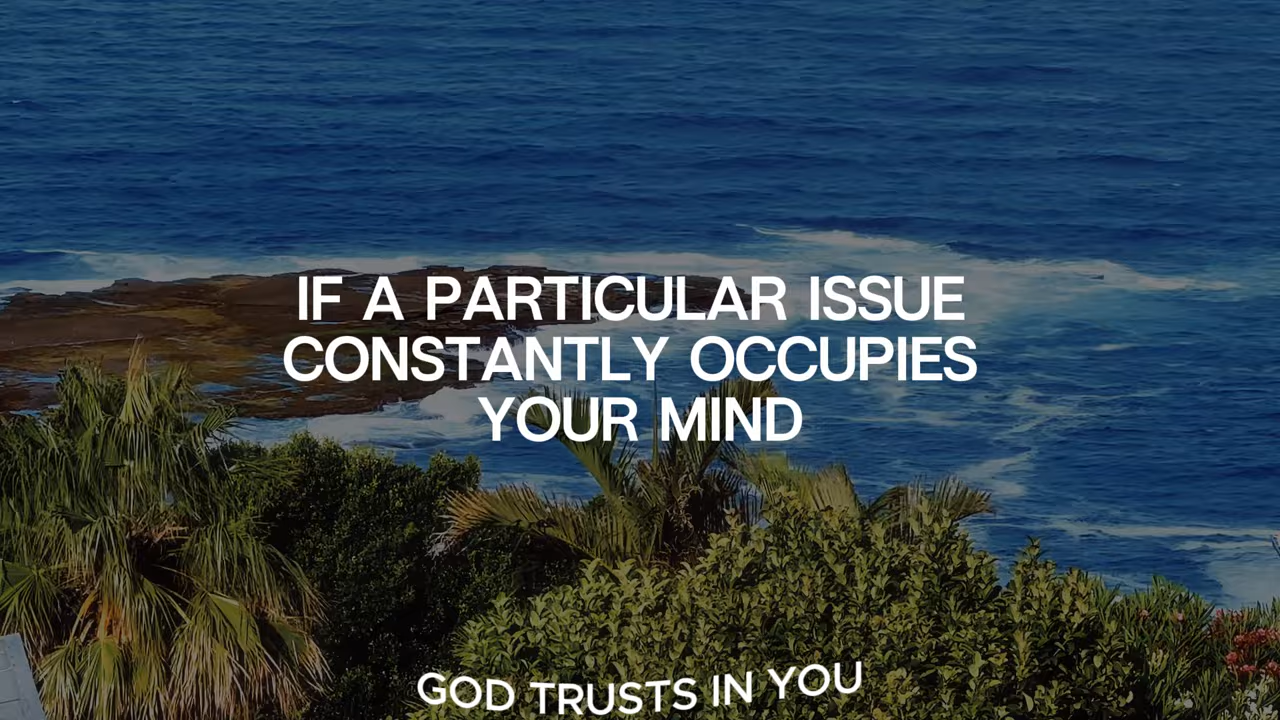 IF A PARTICULAR ISSUE
CONSTANTLY OCCUPIES
YOUR MIND
GOD TRUSTS IN YOU